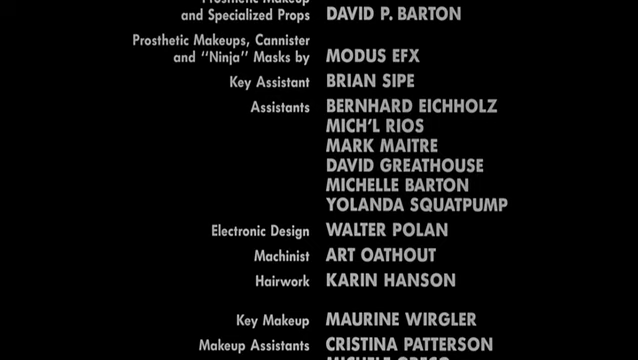 Prosthetic Makeup
and Specialized Props DAVID P. BARTON
Prosthetic Makeups, Cannister
and "Ninja" Masks by MODUS EFX
Key Assistant BRIAN SIPE
Assistants BERNHARD EICHHOLZ
MICH'L RIOS
MARK MAITRE
DAVID GREATHOUSE
MICHELLE BARTON
YOLANDA SQUATPUMP
Electronic Design WALTER POLAN
Machinist ART OATHOUT
Hairwork KARIN HANSON
Key Makeup MAURINE WIRGLER
Makeup Assistants CRISTINA PATTERSON